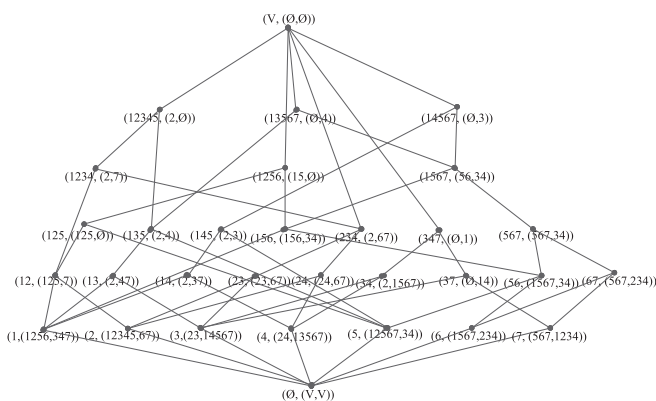 (V, (Ø,Ø))
(12345, (2,Ø)) (13567, (Ø,4)) (14567, (Ø,3))
(1234, (2,7)) (1256, (15,Ø)) (1567, (56,34))
(125, (125,Ø)) (135, (2,4)) (145, (2,3)) (156, (156,34)) (234, (2,67)) (347, (Ø,1)) (567, (567,34))
(12, (125,7)) (13, (2,47)) (14, (2,37)) (23, (23,67)) (24, (24,67)) (34, (2,1567)) (37, (Ø,14)) (56, (1567,34)) (67, (567,234))
(1,(1256,347)) (2, (12345,67)) (3,(23,14567)) (4, (24,13567)) (5, (12567,34)) (6, (1567,234)) (7, (567,1234))
(Ø, (V,V))